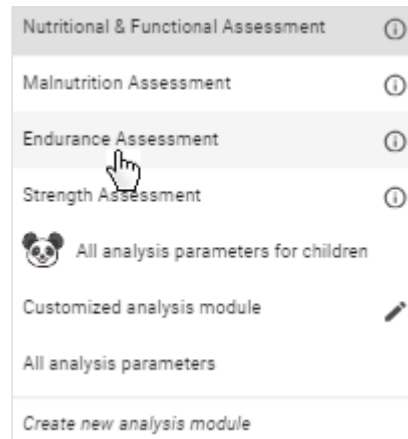 Nutritional & Functional Assessment
Malnutrition Assessment
Endurance Assessment
Strength Assessment
All analysis parameters for children
Customized analysis module
All analysis parameters
Create new analysis module